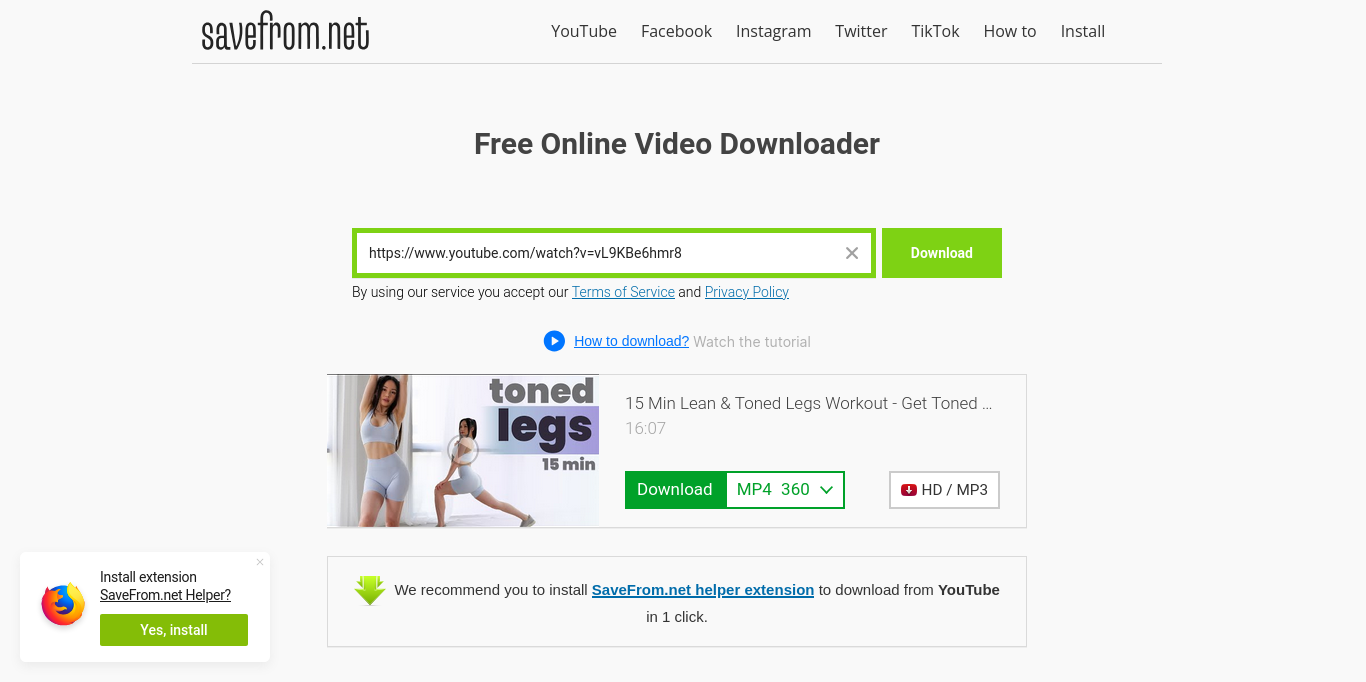 savefrom.net
YouTube Facebook Instagram Twitter TikTok How to Install
Free Online Video Downloader
https://www.youtube.com/watch?v=vL9KBe6hmr8
Download
By using our service you accept our Terms of Service and Privacy Policy
How to download? Watch the tutorial
toned
legs
15 min
15 Min Lean & Toned Legs Workout - Get Toned ...
16:07
Download MP4 360
HD / MP3
We recommend you to install SaveFrom.net helper extension to download from YouTube
in 1 click.
Install extension
SaveFrom.net Helper?
Yes, install